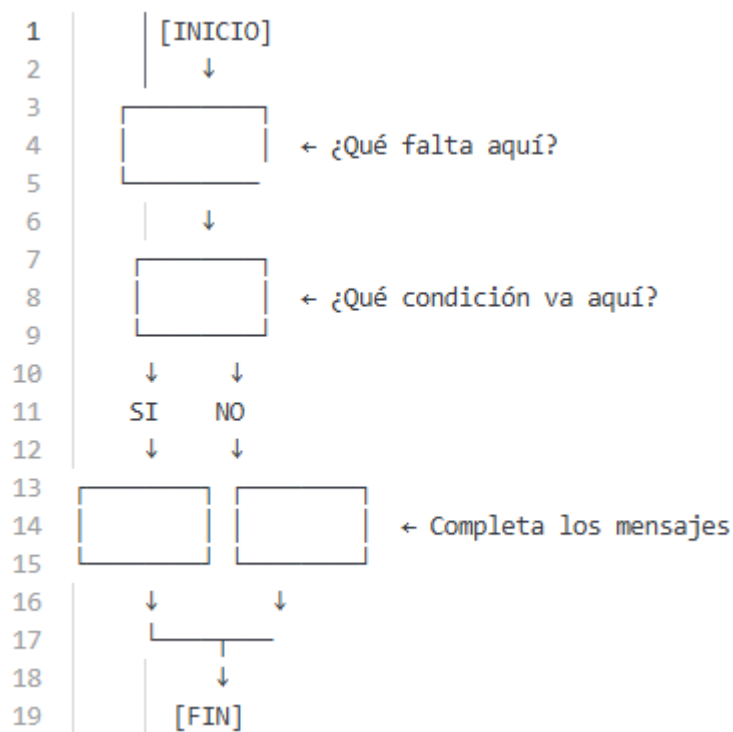 1 [INICIO]
2 ↓
3
4 ← ¿Qué falta aquí?
5
6 ↓
7
8 ← ¿Qué condición va aquí?
9
10 ↓ ↓
11 SI NO
12 ↓ ↓
13
14 ← Completa los mensajes
15
16 ↓ ↓
17
18 ↓
19 [FIN]